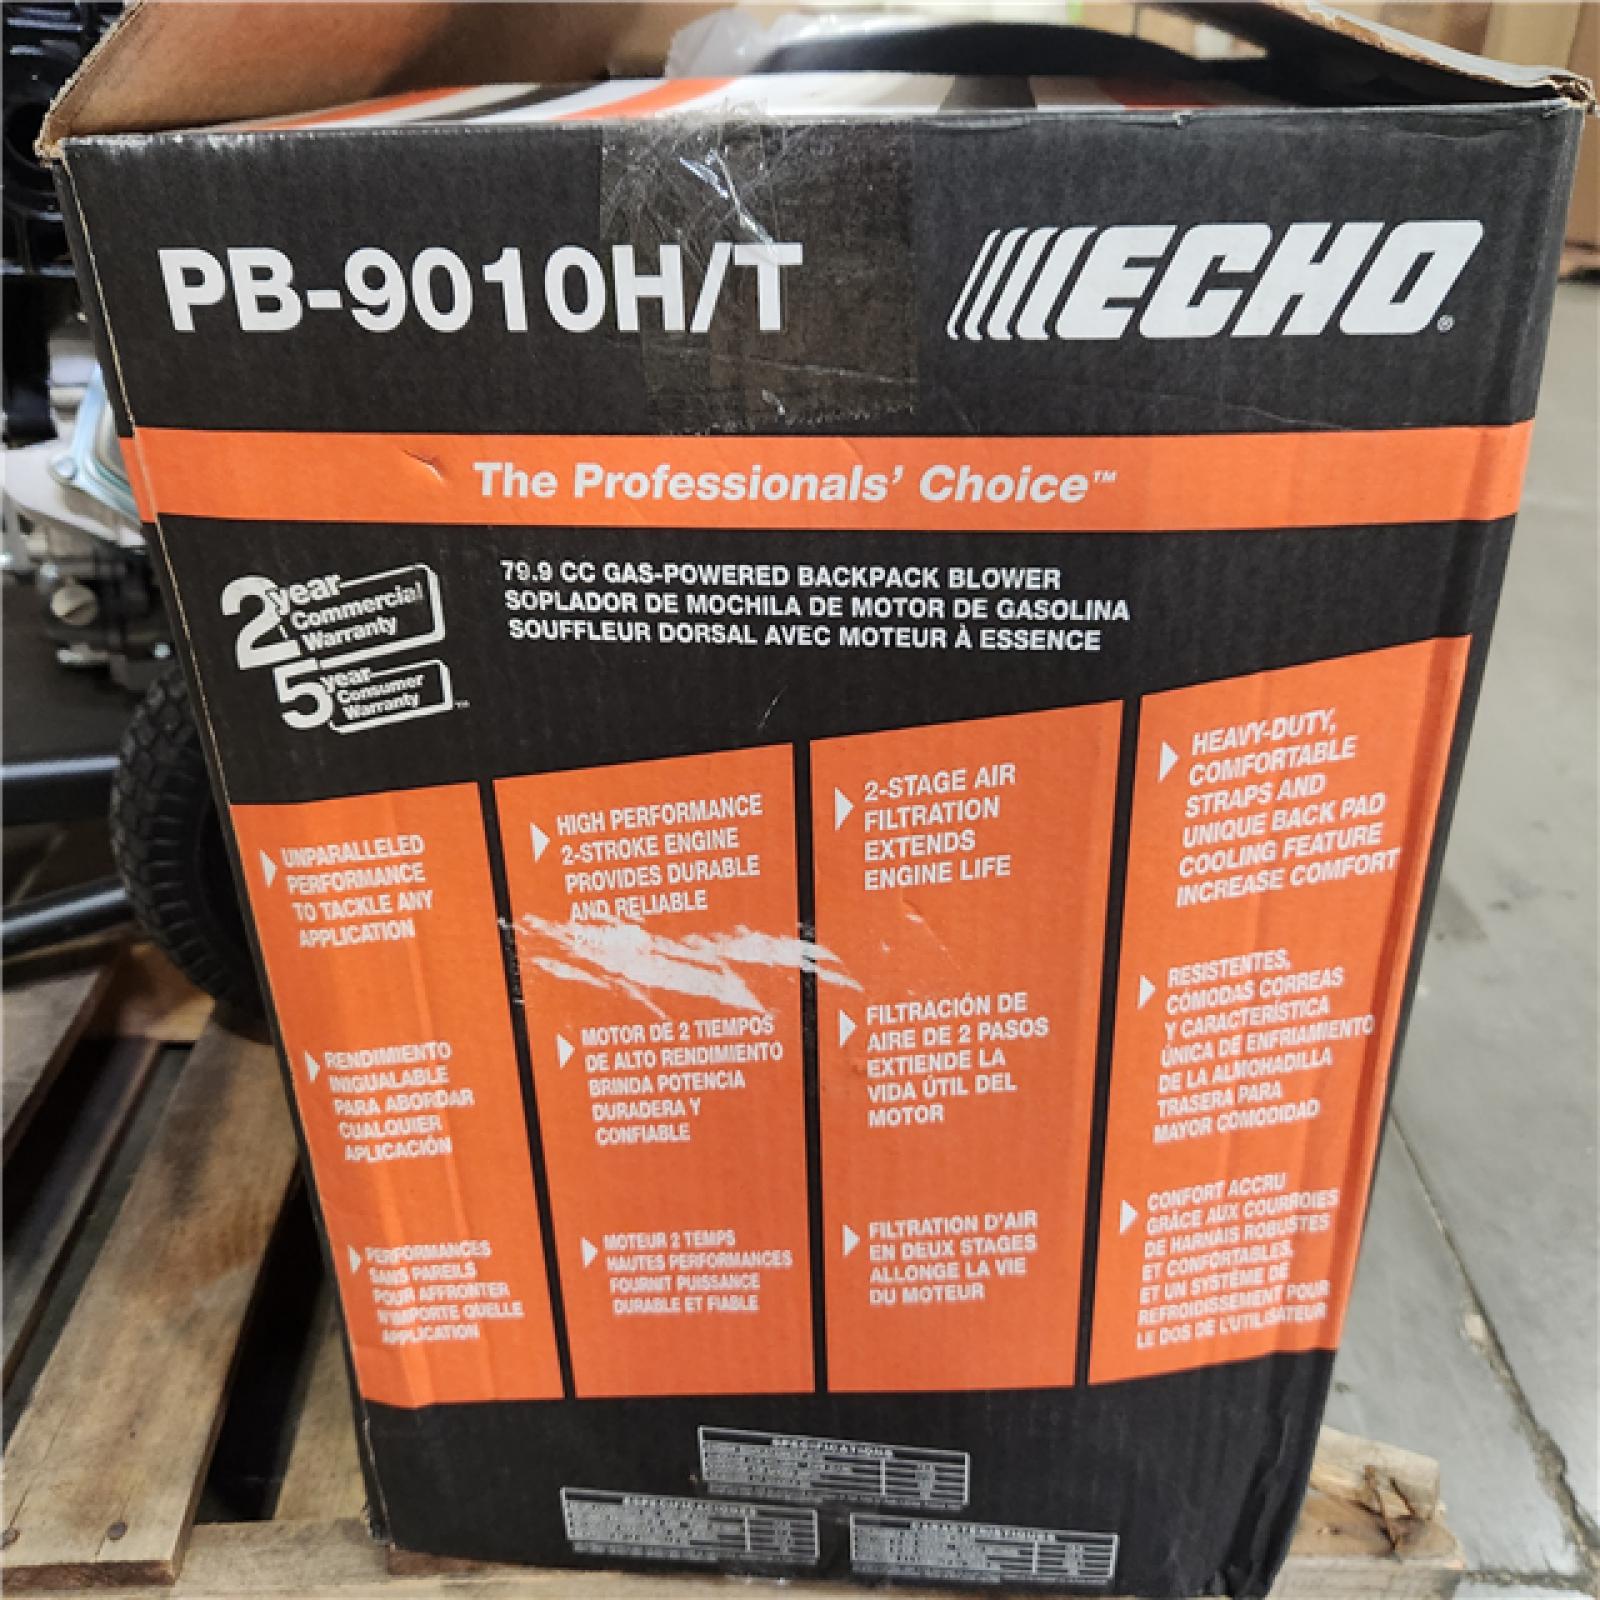 PB-9010H/T
ECHO®
The Professionals' Choice™
2year Commercial Warranty
5year Consumer Warranty™
79.9 CC GAS-POWERED BACKPACK BLOWER
SOPLADOR DE MOCHILA DE MOTOR DE GASOLINA
SOUFFLEUR DORSAL AVEC MOTEUR À ESSENCE
UNPARALLELED
PERFORMANCE
TO TACKLE ANY
APPLICATION
RENDIMIENTO
INIGUALABLE
PARA ABORDAR
CUALQUIER
APLICACIÓN
PERFORMANCES
SANS PAREILS
POUR AFFRONTER
N'IMPORTE QUELLE
APPLICATION
HIGH PERFORMANCE
2-STROKE ENGINE
PROVIDES DURABLE
AND RELIABLE
MOTOR DE 2 TIEMPOS
DE ALTO RENDIMIENTO
BRINDA POTENCIA
DURADERA Y
CONFIABLE
MOTEUR 2 TEMPS
HAUTES PERFORMANCES
FOURNIT PUISSANCE
DURABLE ET FIABLE
2-STAGE AIR
FILTRATION
EXTENDS
ENGINE LIFE
FILTRACIÓN DE
AIRE DE 2 PASOS
EXTIENDE LA
VIDA ÚTIL DEL
MOTOR
FILTRATION D'AIR
EN DEUX STAGES
ALLONGE LA VIE
DU MOTEUR
HEAVY-DUTY,
COMFORTABLE
STRAPS AND
UNIQUE BACK PAD
COOLING FEATURE
INCREASE COMFORT
RESISTENTES,
CÓMODAS CORREAS
Y CARACTERÍSTICA
ÚNICA DE ENFRIAMIENTO
DE LA ALMOHADILLA
TRASERA PARA
MAYOR COMODIDAD
CONFORT ACCRU
GRÂCE AUX COURROIES
DE HARNAIS ROBUSTES
ET CONFORTABLES,
ET UN SYSTÈME DE
REFROIDISSEMENT POUR
LE DOS DE L'UTILISATEUR
SPECIFICATIONS
ESPECIFICACIONES
CARACTÉRISTIQUES